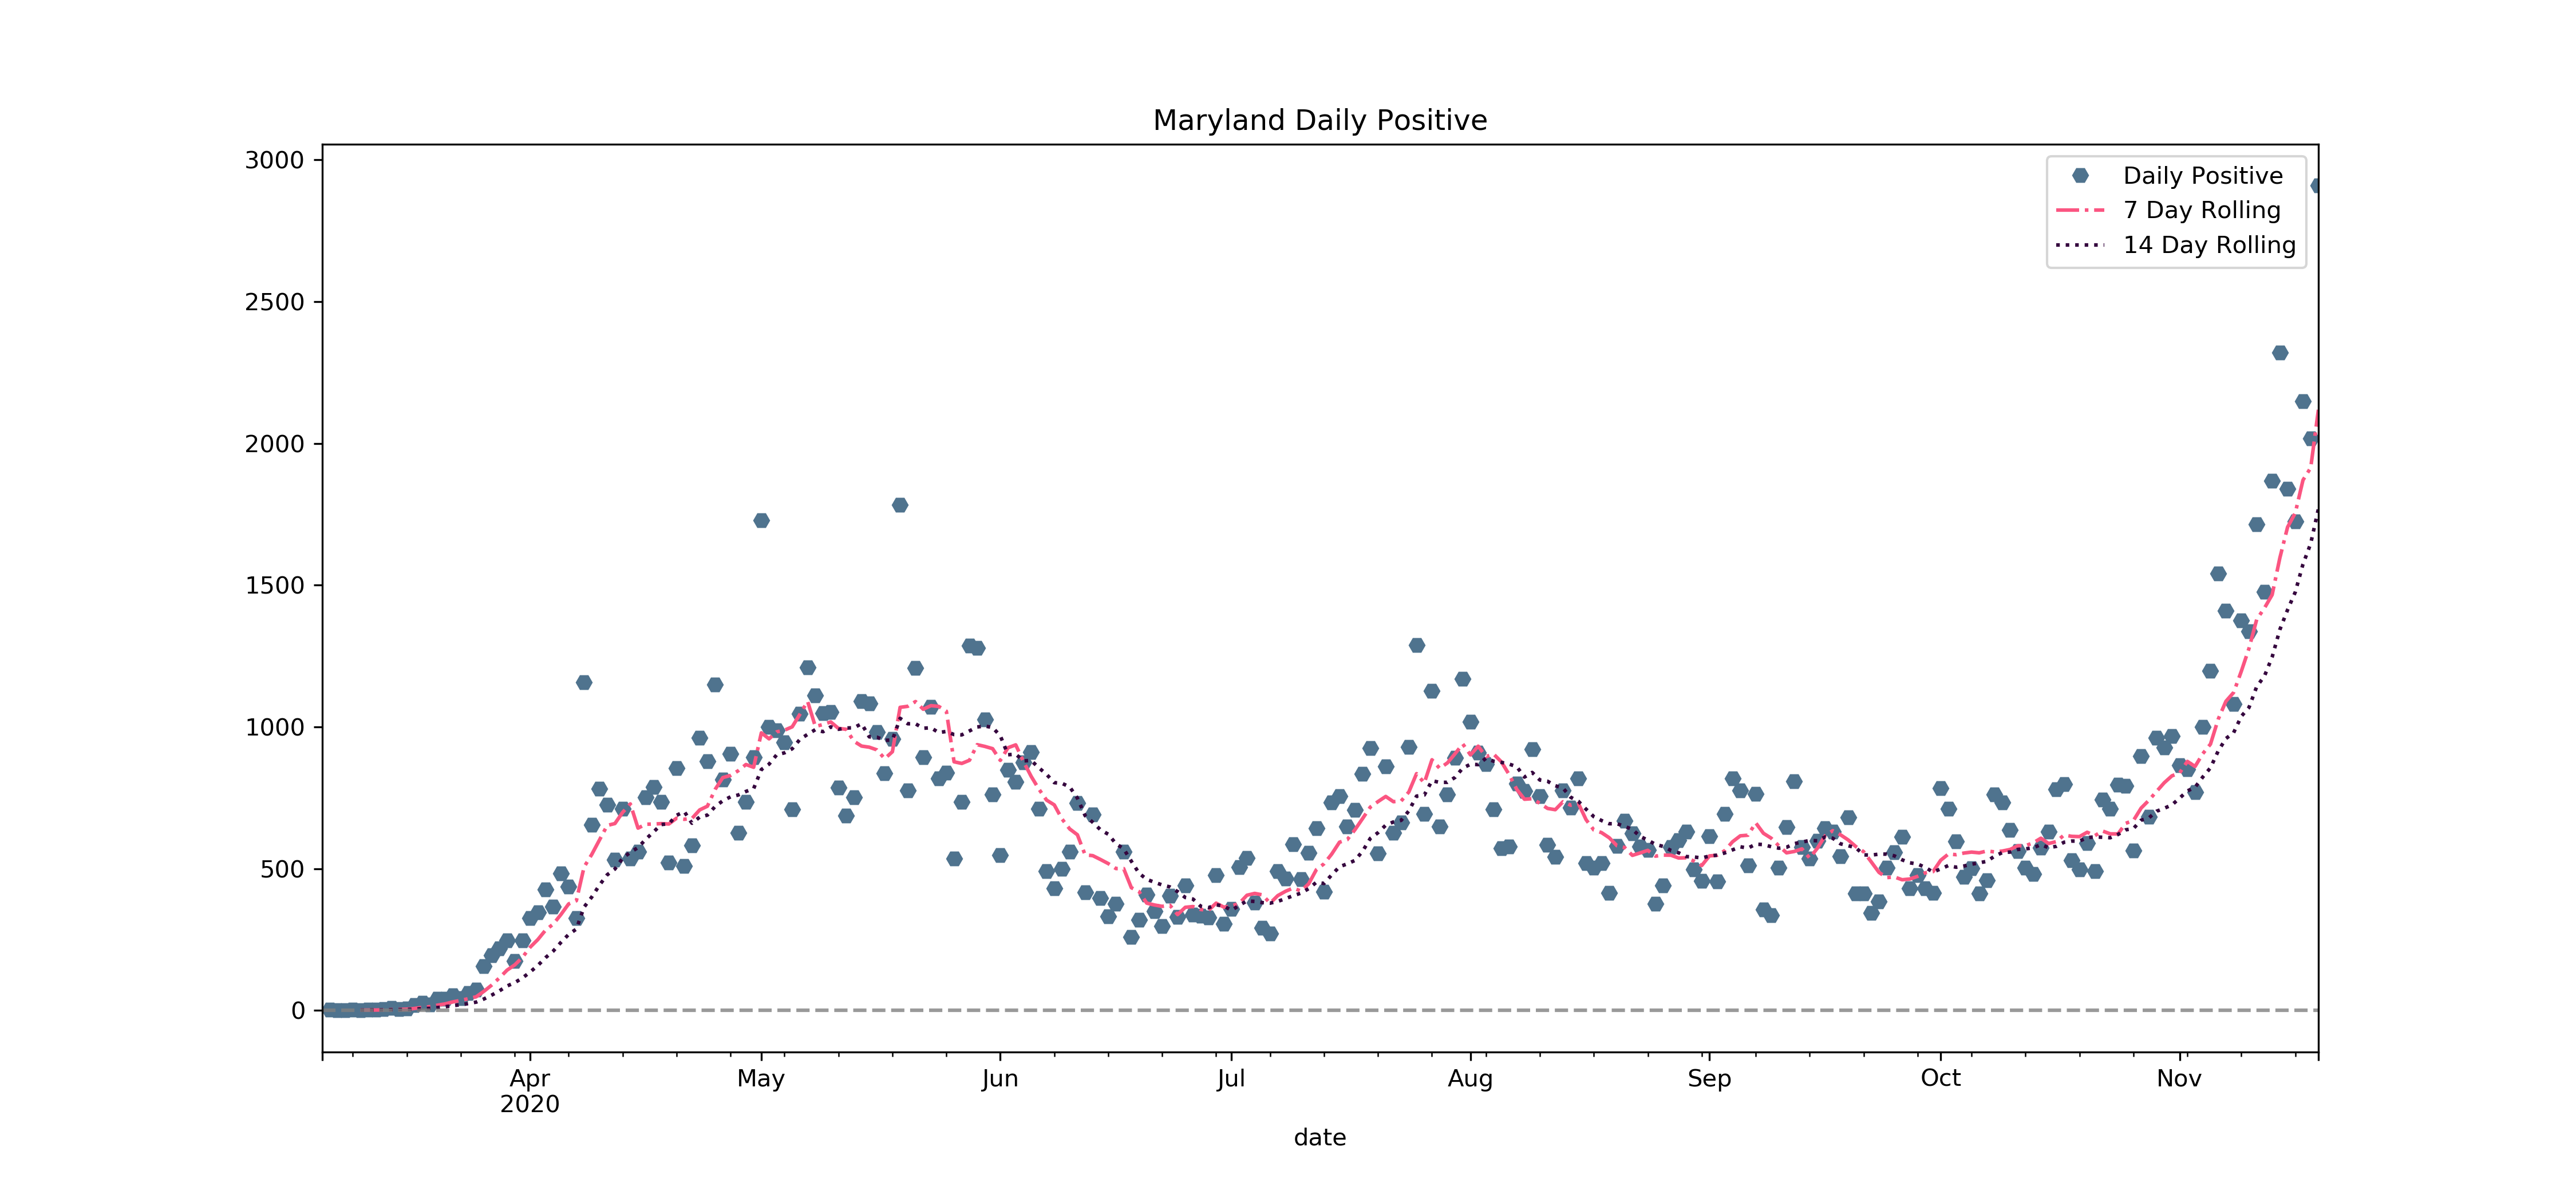 Maryland Daily Positive
3000
2500
2000
1500
1000
500
0
Daily Positive
7 Day Rolling
14 Day Rolling
Apr
2020
May
Jun
Jul
Aug
Sep
Oct
Nov
date